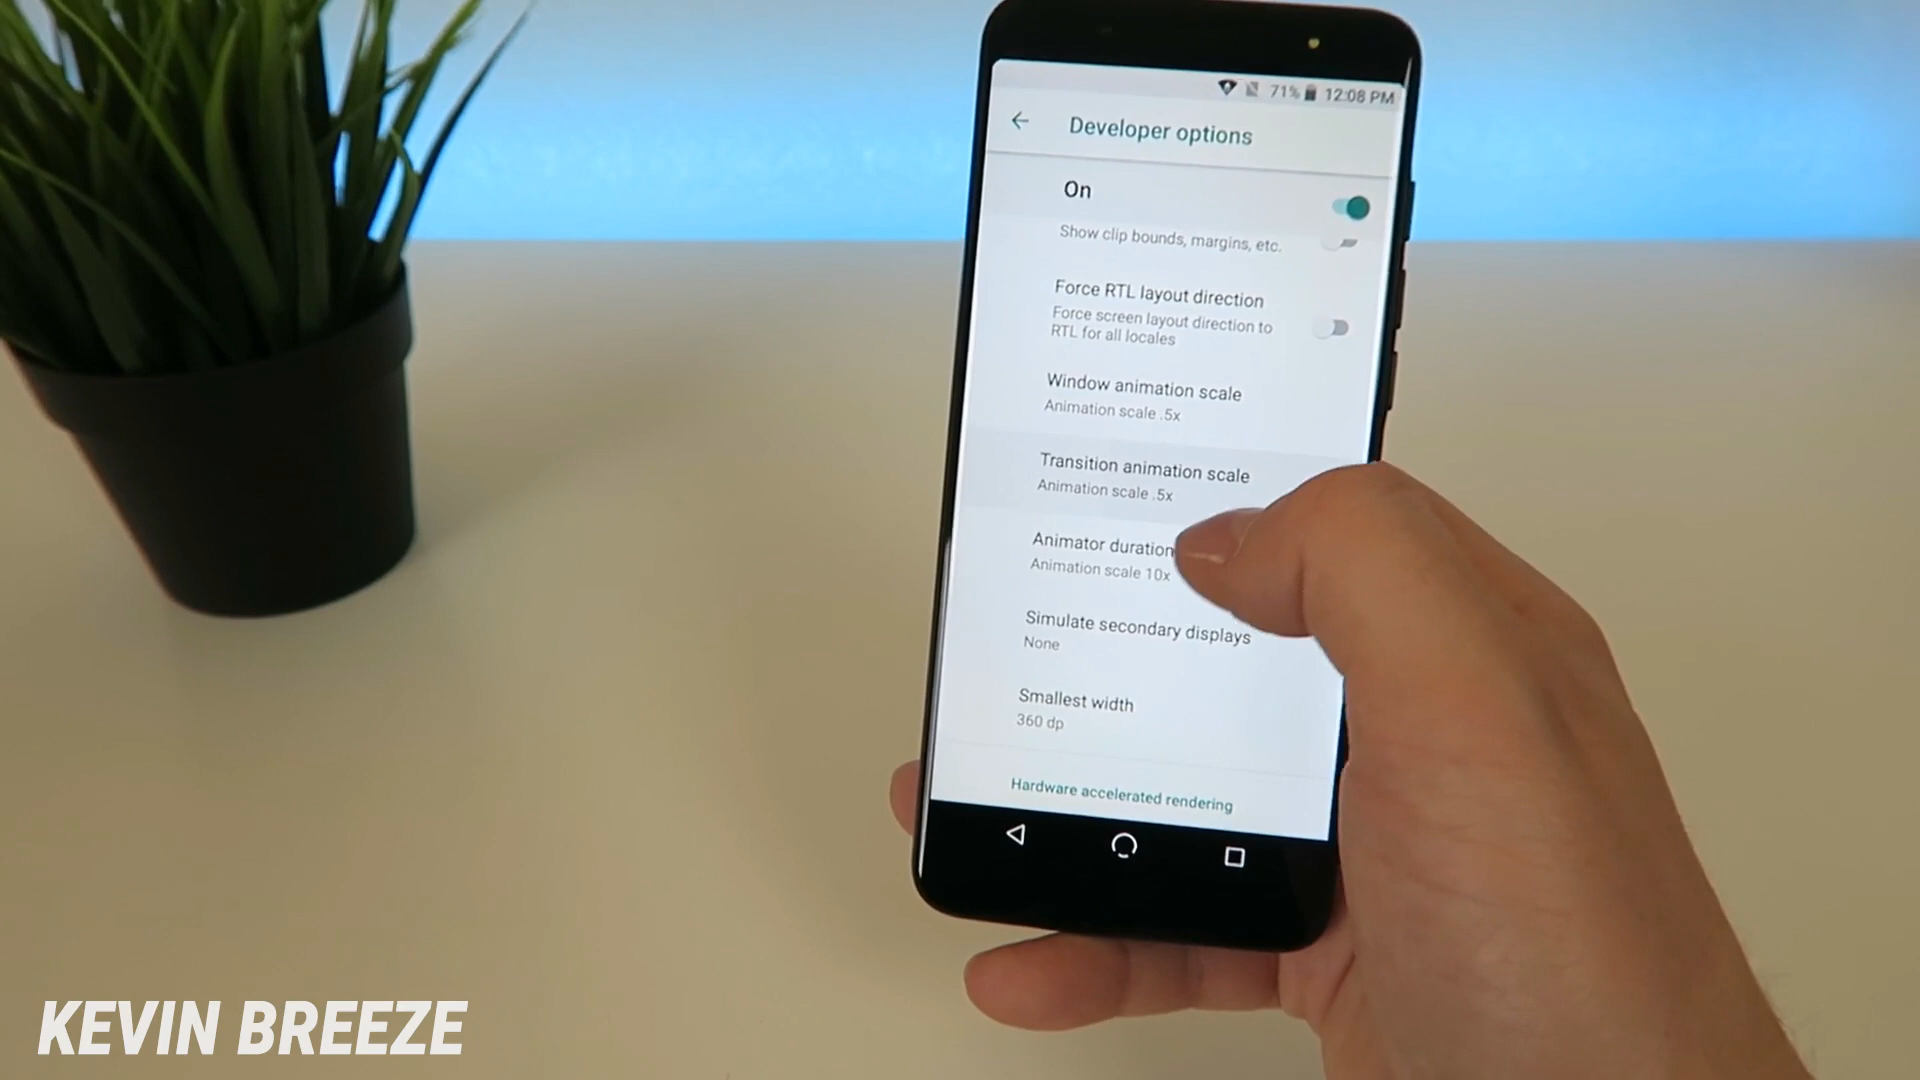 71% 12:08 PM
Developer options
On
Show clip bounds, margins, etc.
Force RTL layout direction
Force screen layout direction to
RTL for all locales
Window animation scale
Animation scale .5x
Transition animation scale
Animation scale .5x
Animator duration
Animation scale 10x
Simulate secondary displays
None
Smallest width
360 dp
Hardware accelerated rendering
KEVIN BREEZE